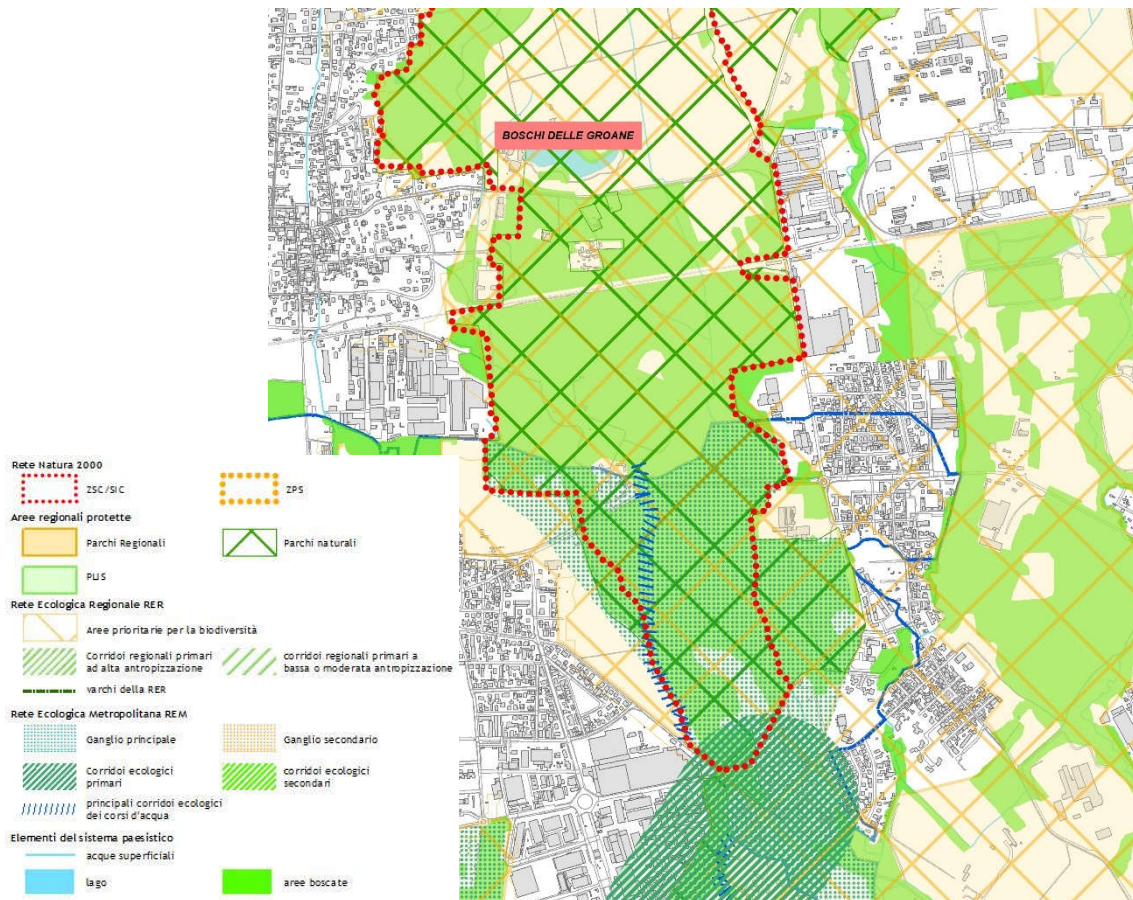 BOSCHI DELLE GROANE
Rete Natura 2000
ZSC/SIC
ZPS
Aree regionali protette
Parchi Regionali
Parchi naturali
PLIS
Rete Ecologica Regionale RER
Aree prioritarie per la biodiversità
Corridoi regionali primari
ad alta antropizzazione
corridoi regionali primari a
bassa o moderata antropizzazione
varchi della RER
Rete Ecologica Metropolitana REM
Ganglio principale
Ganglio secondario
Corridoi ecologici
primari
corridoi ecologici
secondari
principali corridoi ecologici
dei corsi d'acqua
Elementi del sistema paesistico
acque superficiali
lago
aree boscate